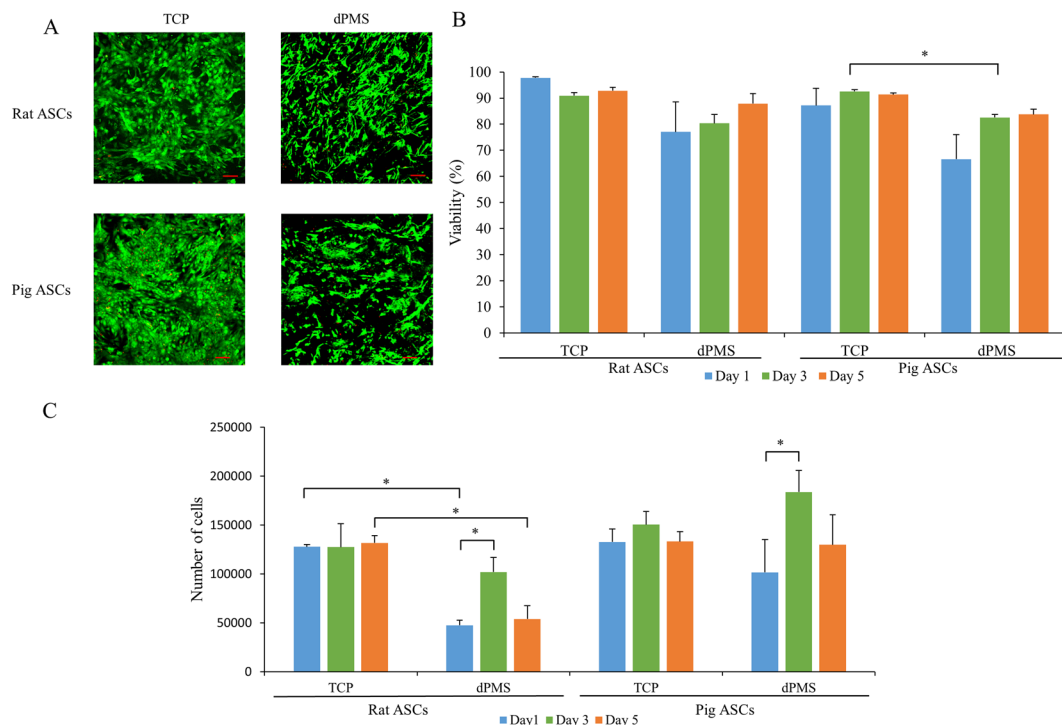 A
TCP
dPMS
Rat ASCs
Pig ASCs
B
*
Viability (%)
100
90
80
70
60
50
40
30
20
10
0
TCP
dPMS
TCP
dPMS
Rat ASCs
Pig ASCs
Day 1
Day 3
Day 5
C
Number of cells
250000
200000
150000
100000
50000
0
*
*
*
*
TCP
dPMS
TCP
dPMS
Rat ASCs
Pig ASCs
Day1
Day 3
Day 5